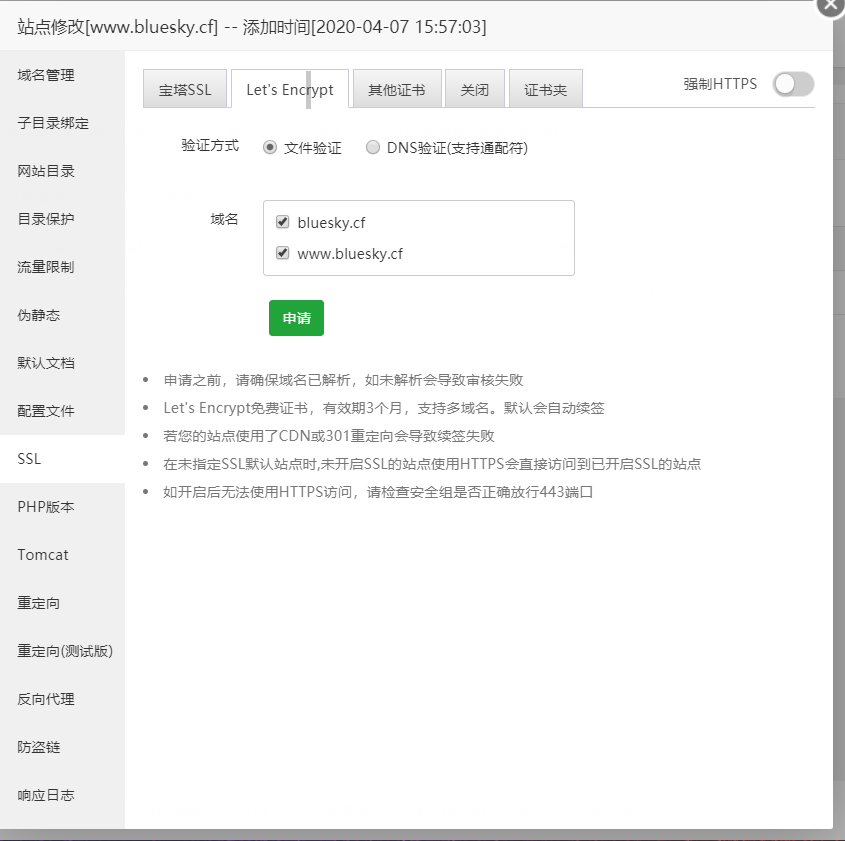 站点修改[www.bluesky.cf] -- 添加时间[2020-04-07 15:57:03]
域名管理
子目录绑定
网站目录
目录保护
流量限制
伪静态
默认文档
配置文件
SSL
PHP版本
Tomcat
重定向
重定向(测试版)
反向代理
防盗链
响应日志
宝塔SSL Let's Encrypt 其他证书 关闭 证书夹 强制HTTPS
验证方式 文件验证 DNS验证(支持通配符)
域名 bluesky.cf
www.bluesky.cf
申请
• 申请之前，请确保域名已解析，如未解析会导致审核失败
• Let's Encrypt免费证书，有效期3个月，支持多域名。默认会自动续签
• 若您的站点使用了CDN或301重定向会导致续签失败
• 在未指定SSL默认站点时,未开启SSL的站点使用HTTPS会直接访问到已开启SSL的站点
• 如开启后无法使用HTTPS访问，请检查安全组是否正确放行443端口